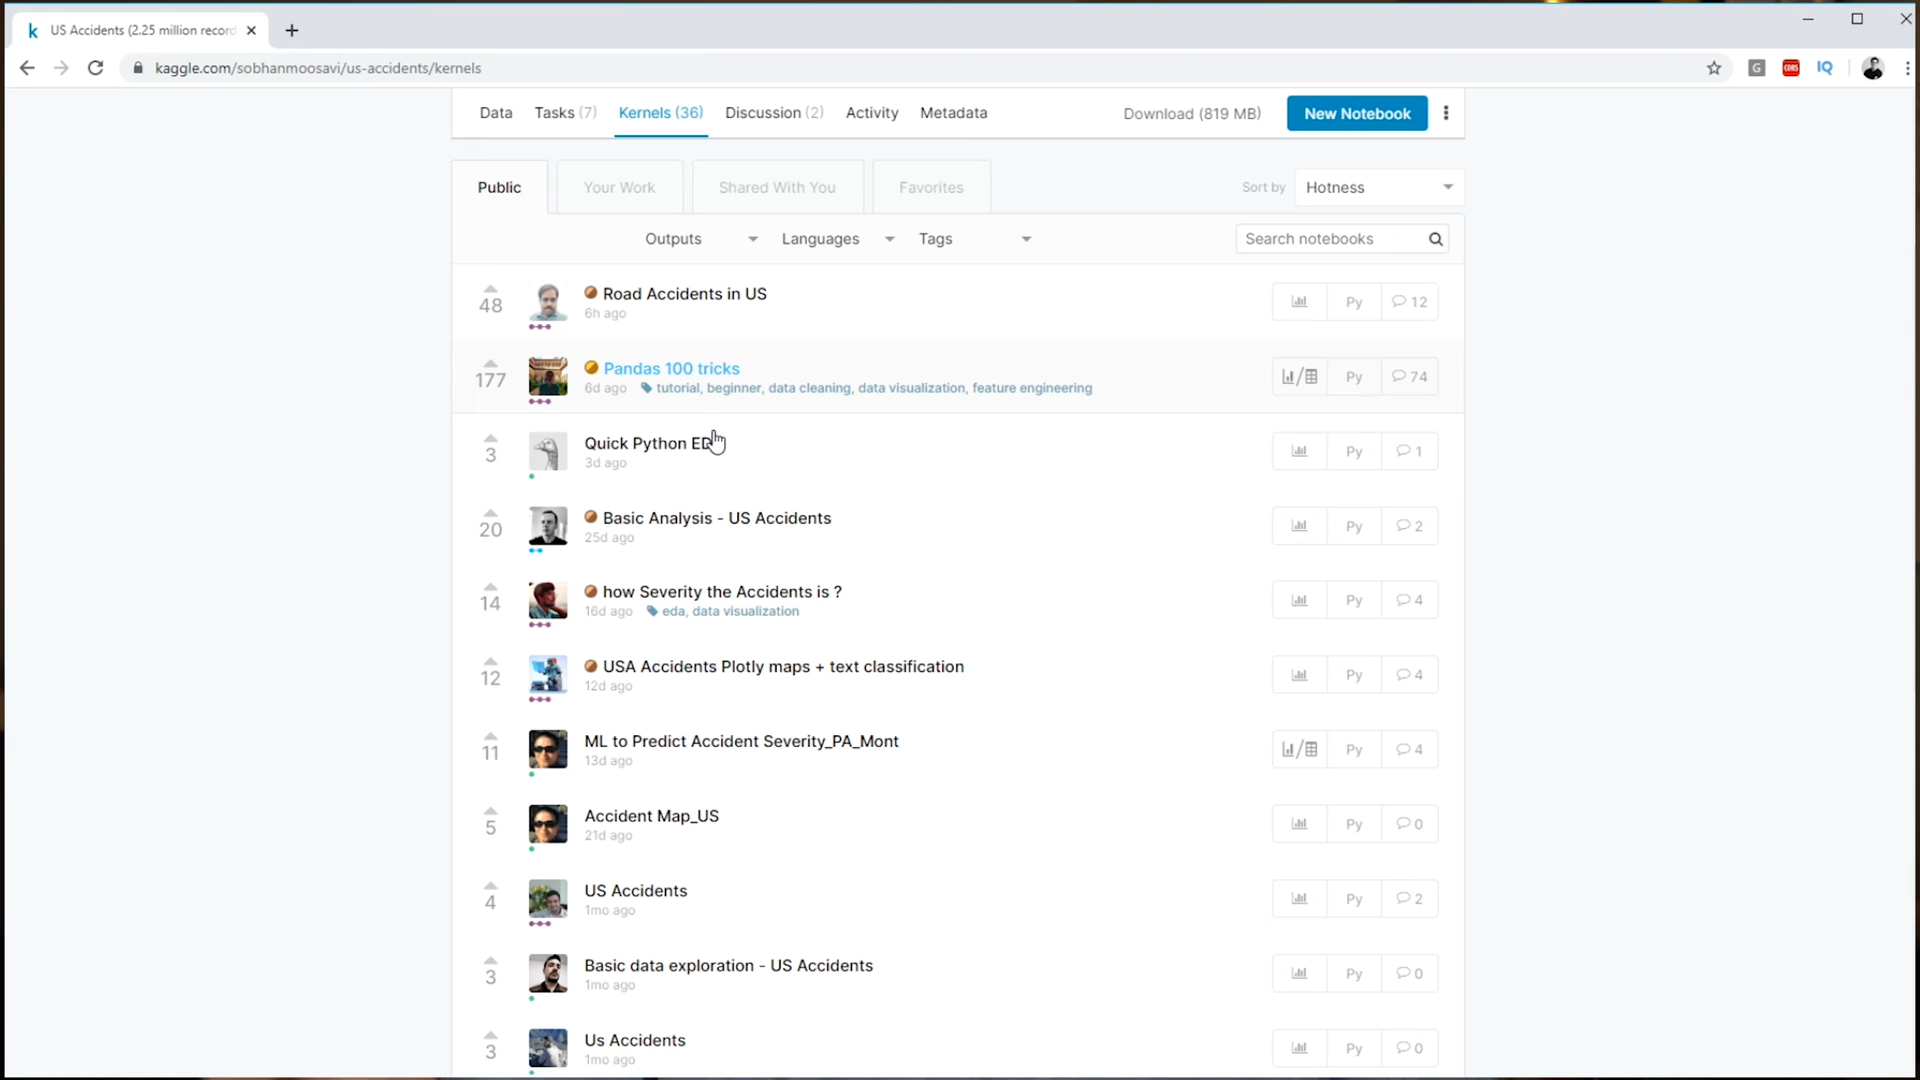 US Accidents (2.25 million record
kaggle.com/sobhanmoosavi/us-accidents/kernels
G CORS IQ
Data Tasks (7) Kernels (36) Discussion (2) Activity Metadata Download (819 MB) New Notebook
Public Your Work Shared With You Favorites Sort by Hotness
Outputs Languages Tags Search notebooks
48 Road Accidents in US Py 12
6h ago
177 Pandas 100 tricks Py 74
6d ago tutorial, beginner, data cleaning, data visualization, feature engineering
3 Quick Python ED Py 1
3d ago
20 Basic Analysis - US Accidents Py 2
25d ago
14 how Severity the Accidents is ? Py 4
16d ago eda, data visualization
12 USA Accidents Plotly maps + text classification Py 4
12d ago
11 ML to Predict Accident Severity_PA_Mont Py 4
13d ago
5 Accident Map_US Py 0
21d ago
4 US Accidents Py 2
1mo ago
3 Basic data exploration - US Accidents Py 0
1mo ago
3 Us Accidents Py 0
1mo ago